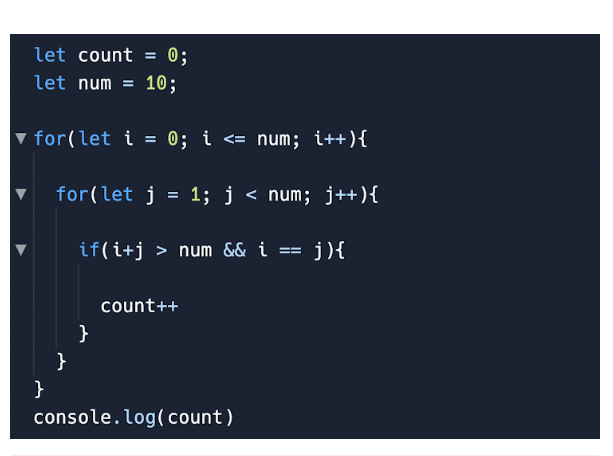 let count = 0;
let num = 10;
for(let i = 0; i <= num; i++){
for(let j = 1; j < num; j++){
if(i+j > num && i == j){
count++
}
}
}
console.log(count)